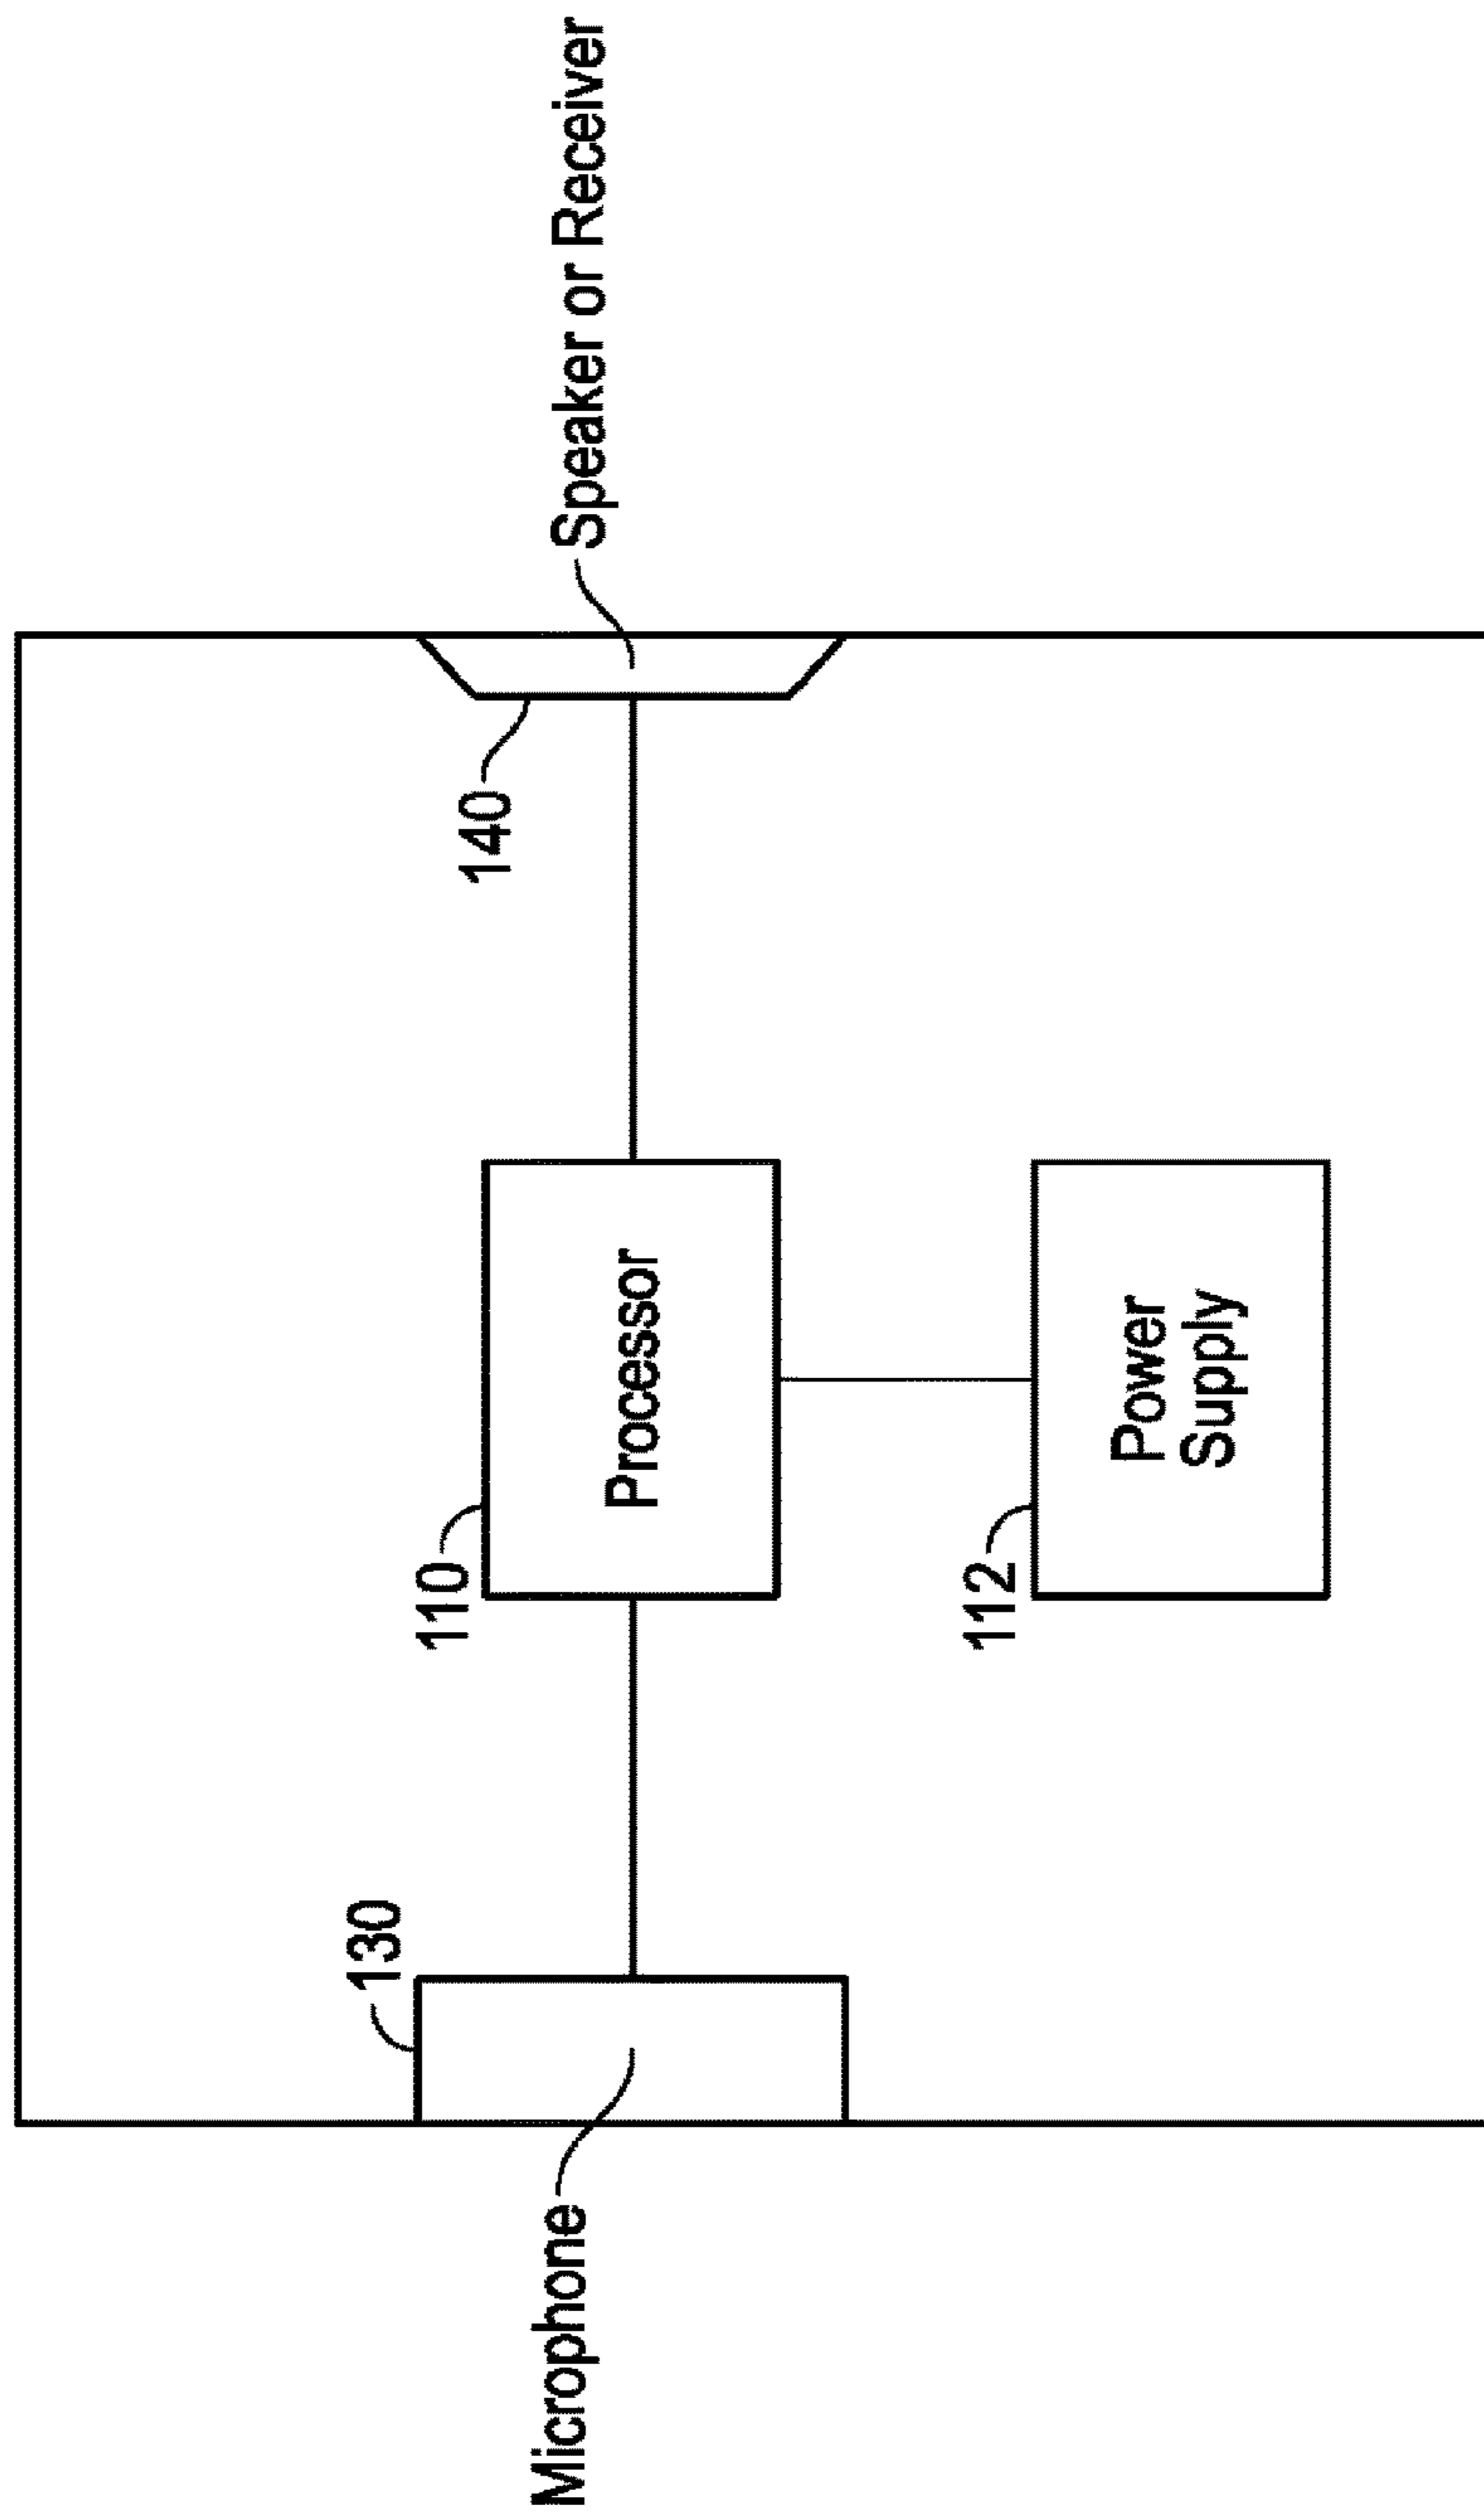 130
140
110
Microphone
Speaker or Receiver
Processor
112
Power
Supply